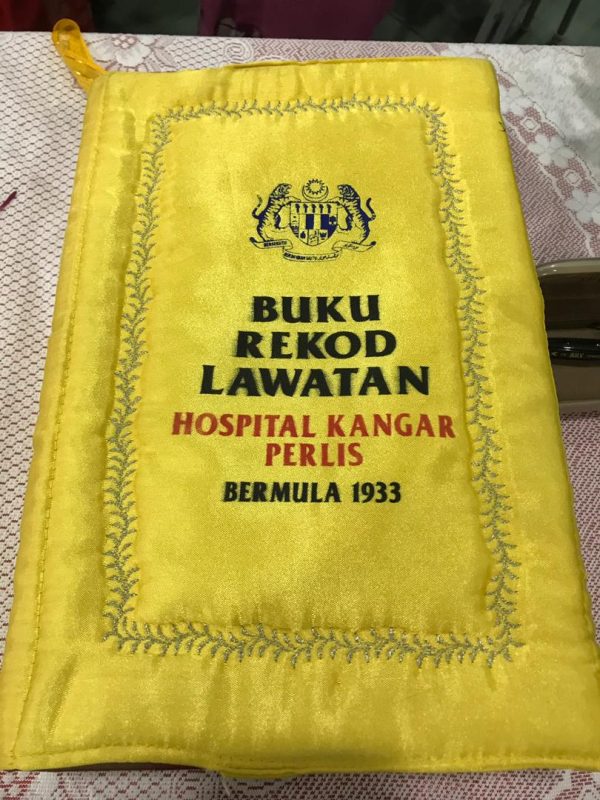 BUKU
REKOD
LAWATAN
HOSPITAL KANGAR
PERLIS
BERMULA 1933